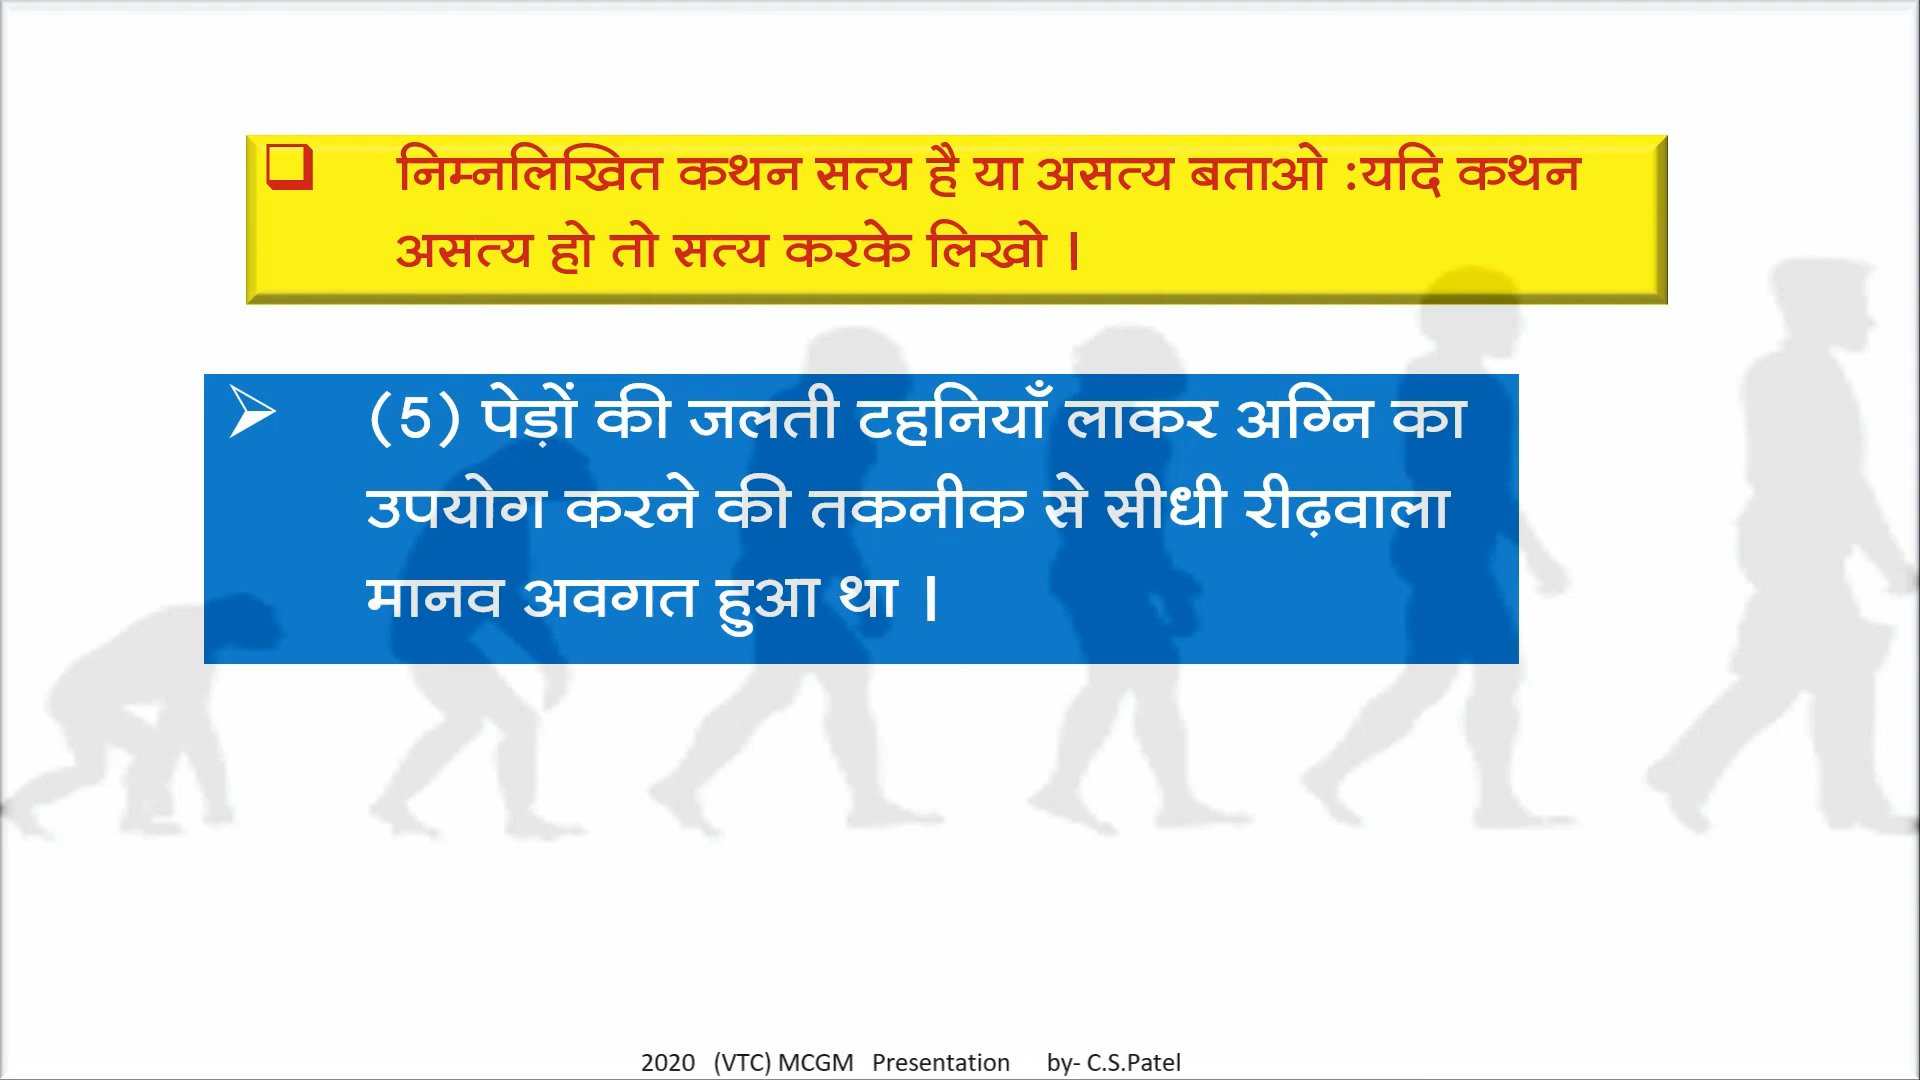 निम्नलिखित कथन सत्य है या असत्य बताओ :यदि कथन
असत्य हो तो सत्य करके लिखो ।
(5) पेड़ों की जलती टहनियाँ लाकर अग्नि का
उपयोग करने की तकनीक से सीधी रीढ़वाला
मानव अवगत हुआ था ।
2020 (VTC) MCGM Presentation by- C.S.Patel